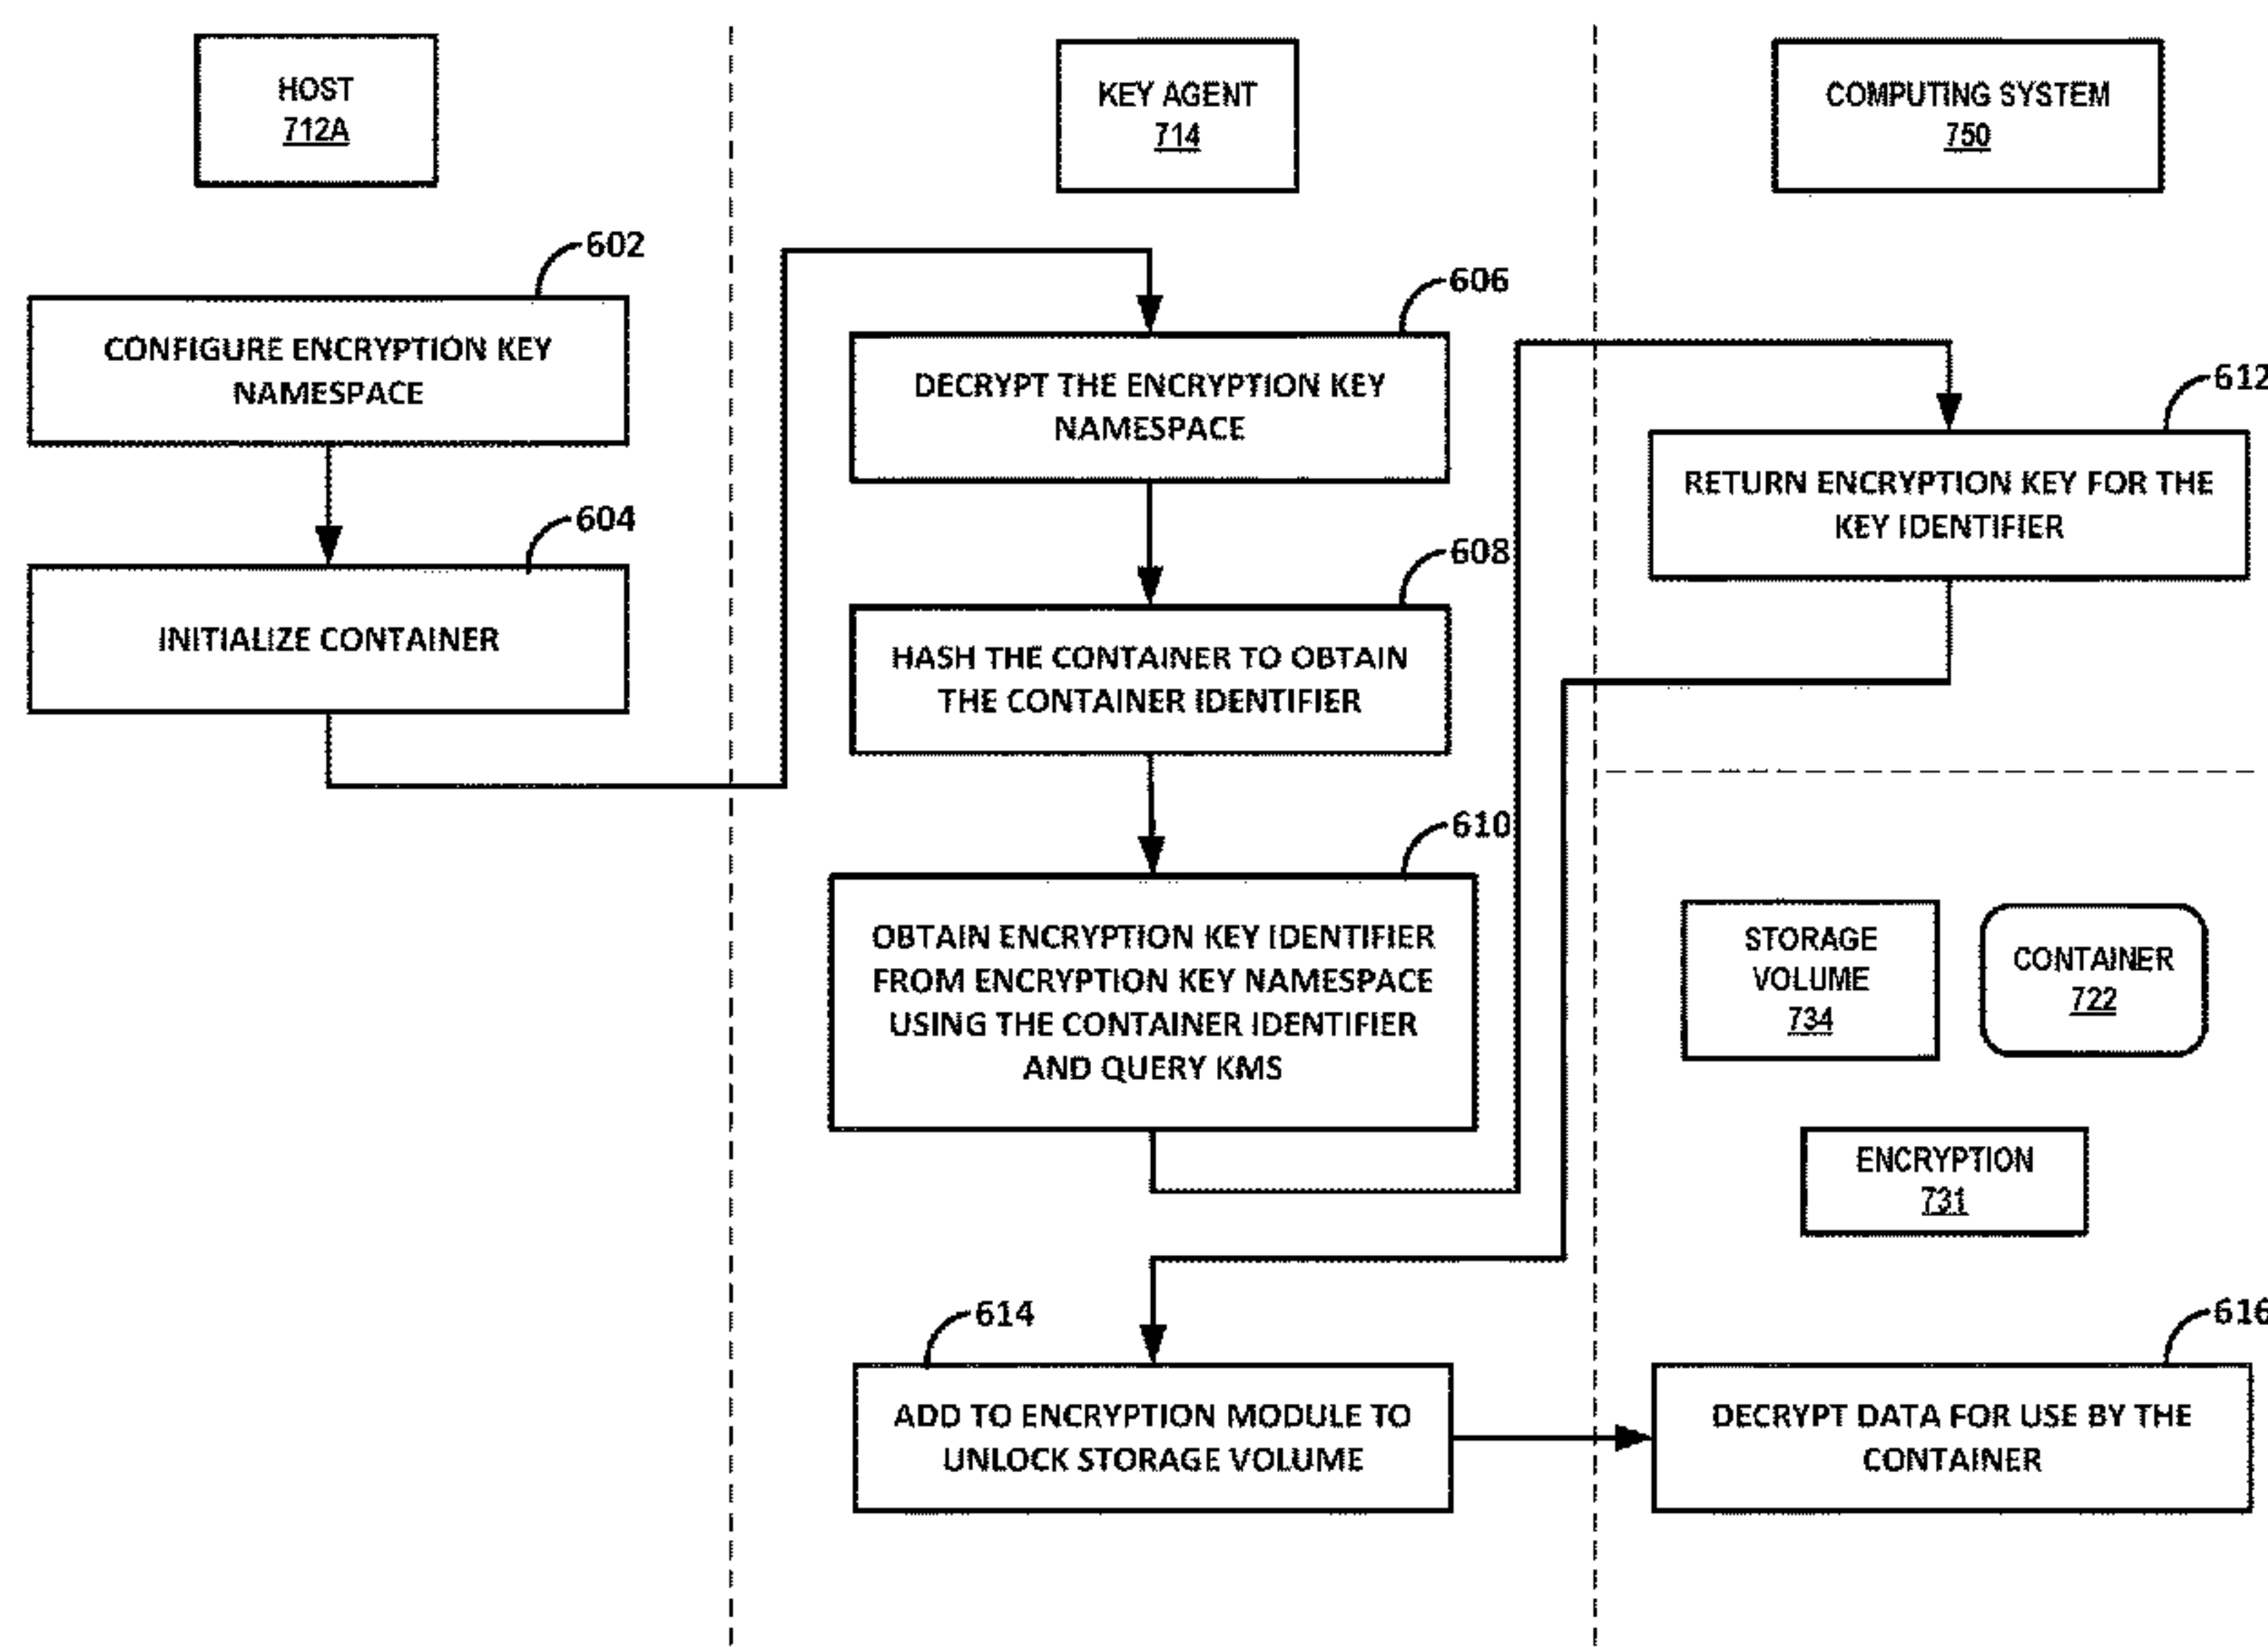 HOST
712A
KEY AGENT
714
COMPUTING SYSTEM
750
602
CONFIGURE ENCRYPTION KEY
NAMESPACE
604
INITIALIZE CONTAINER
606
DECRYPT THE ENCRYPTION KEY
NAMESPACE
608
HASH THE CONTAINER TO OBTAIN
THE CONTAINER IDENTIFIER
610
OBTAIN ENCRYPTION KEY IDENTIFIER
FROM ENCRYPTION KEY NAMESPACE
USING THE CONTAINER IDENTIFIER
AND QUERY KMS
612
RETURN ENCRYPTION KEY FOR THE
KEY IDENTIFIER
STORAGE
VOLUME
734
CONTAINER
722
ENCRYPTION
731
614
ADD TO ENCRYPTION MODULE TO
UNLOCK STORAGE VOLUME
616
DECRYPT DATA FOR USE BY THE
CONTAINER